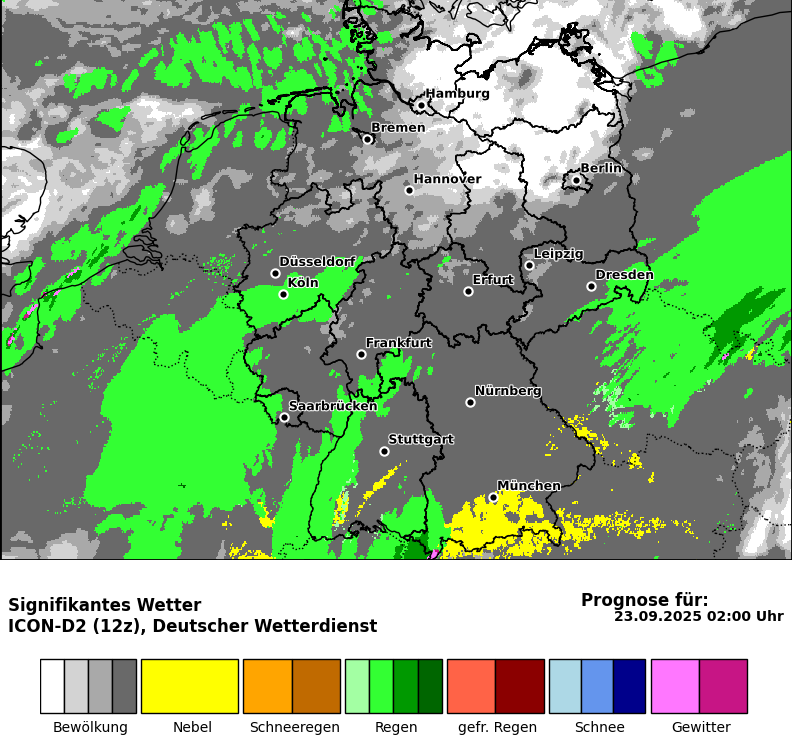 Hamburg
Bremen
Berlin
Hannover
Düsseldorf
Leipzig
Köln
Erfurt
Dresden
Frankfurt
Nürnberg
Saarbrücken
Stuttgart
München
Signifikantes Wetter
ICON-D2 (12z), Deutscher Wetterdienst
Prognose für:
23.09.2025 02:00 Uhr
Bewölkung
Nebel
Schneeregen
Regen
gefr. Regen
Schnee
Gewitter